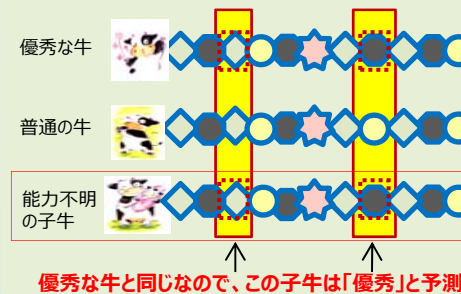 優秀な牛
普通の牛
能力不明
の子牛
優秀な牛と同じなので、この子牛は｢優秀｣と予測